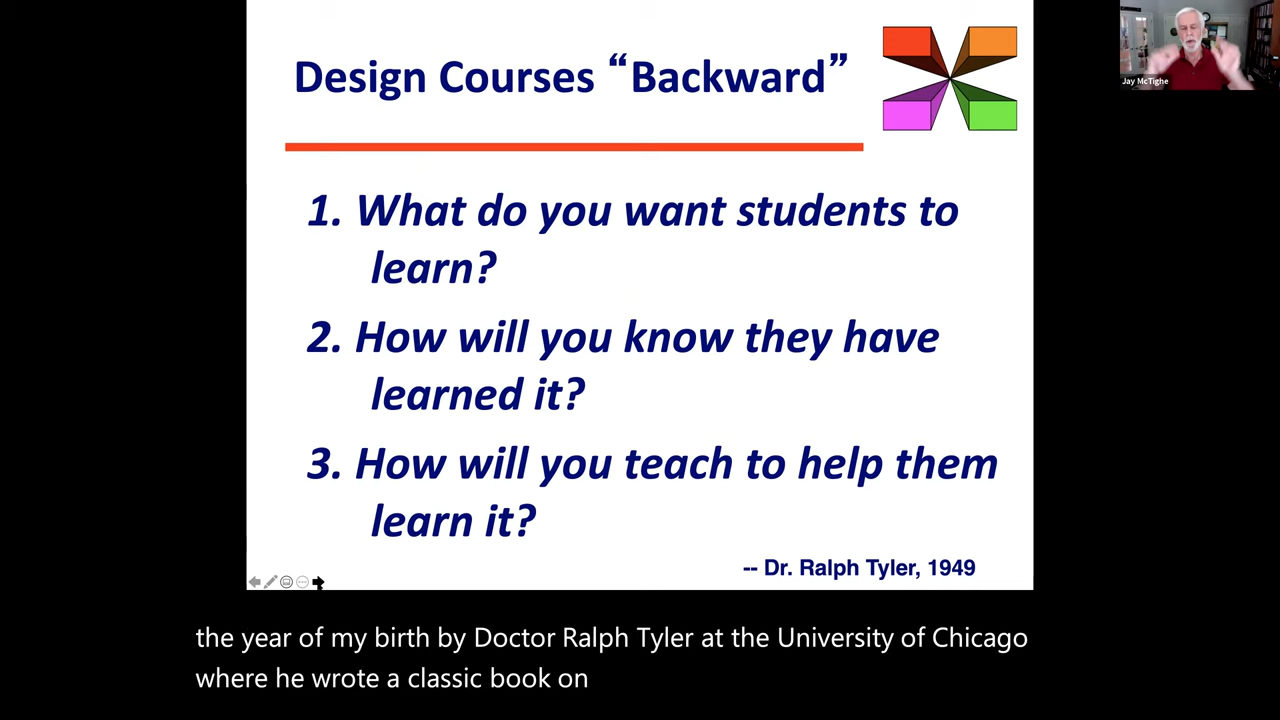 Design Courses “Backward”
Jay McTighe
1. What do you want students to
learn?
2. How will you know they have
learned it?
3. How will you teach to help them
learn it?
-- Dr. Ralph Tyler, 1949
the year of my birth by Doctor Ralph Tyler at the University of Chicago
where he wrote a classic book on